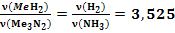 ν(MeH₂)/ν(Me₃N₂) = ν(H₂)/ν(NH₃) = 3,525